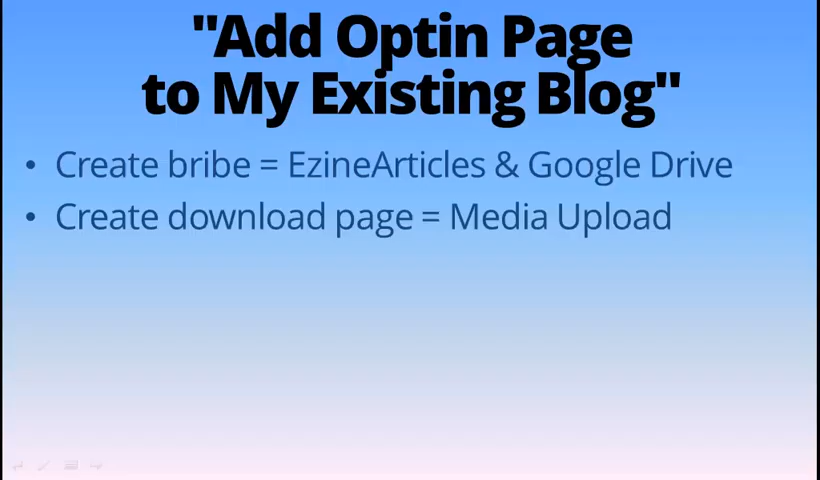 "Add Optin Page
to My Existing Blog"
• Create bribe = EzineArticles & Google Drive
• Create download page = Media Upload